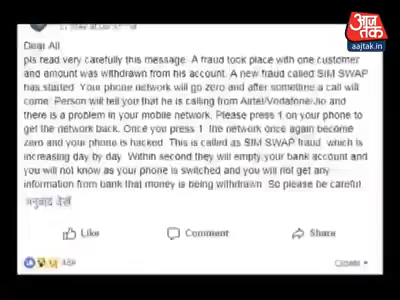 आज तक
aajtak.in
Dear All
pls read very carefully this message. A fraud took place with one customer
and amount was withdrawn from his account. A new fraud called SIM SWAP
has started. Your phone network will go zero and after sometime a call will
come. Person will tell you that he is calling from Airtel/Vodafone/Jio and
there is a problem in your mobile network. Please press 1 on your phone to
get the network back. Once you press 1 the network once again become
zero and your phone is hacked. This is called as SIM SWAP fraud, which is
increasing day by day. Within second they will empty your bank account and
you will not know as your phone is switched and you will not get any
information from bank that money is being withdrawn. So please be careful
अनुवाद देखें
Like Comment Share